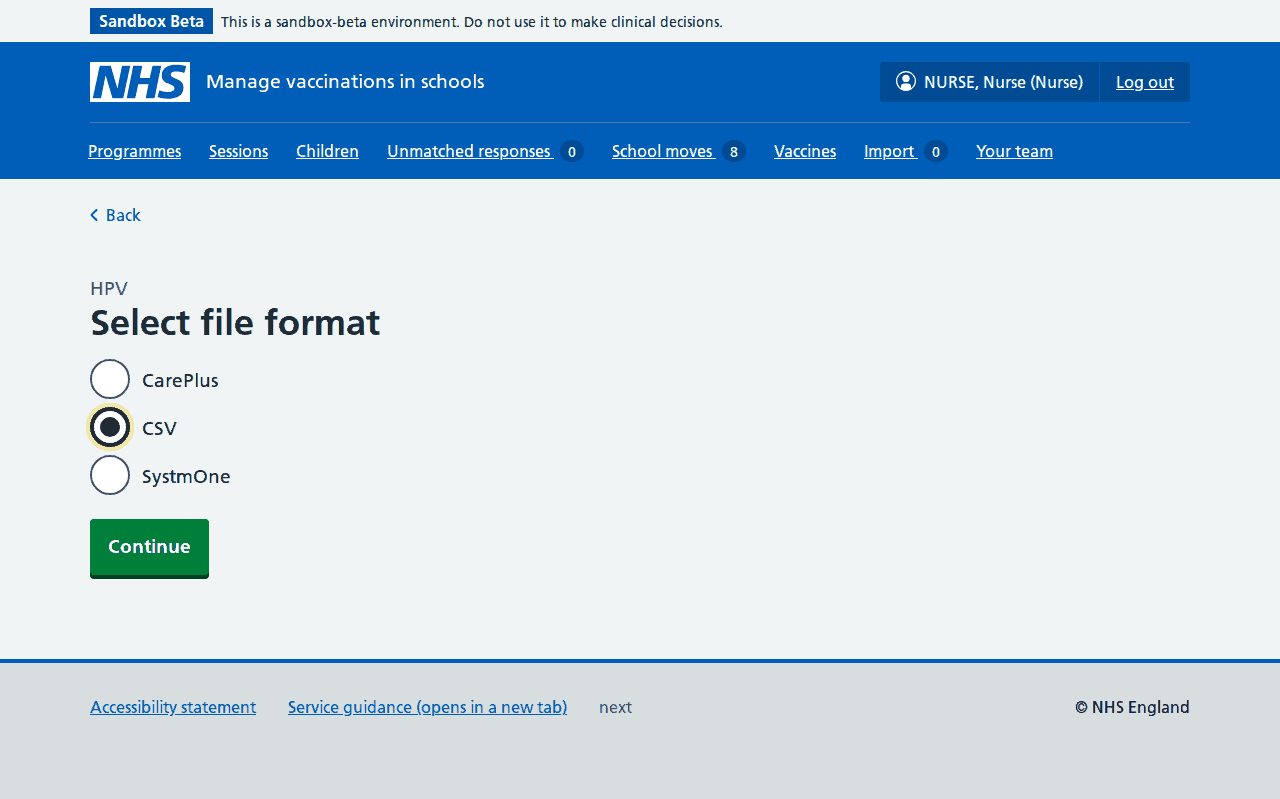 Sandbox Beta This is a sandbox-beta environment. Do not use it to make clinical decisions.
NHS Manage vaccinations in schools NURSE, Nurse (Nurse) Log out
Programmes Sessions Children Unmatched responses 0 School moves 8 Vaccines Import 0 Your team
Back
HPV
Select file format
CarePlus
CSV
SystmOne
Continue
Accessibility statement Service guidance (opens in a new tab) next © NHS England